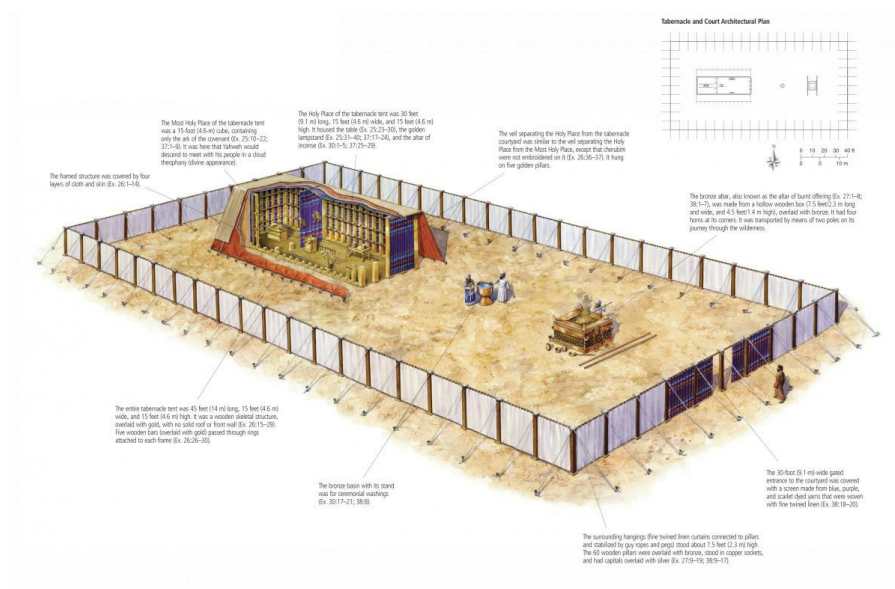 Tabernacle and Court Architectural Plan
N
0 10 20 30 40 ft
0 5 10 m
The Most Holy Place of the tabernacle tent
was a 15-foot (4.6-m) cube, containing
only the ark of the covenant (Ex. 25:10–22;
37:1–9). It was here that Yahweh would
descend to meet with his people in a cloud
theophany (divine appearance).
The Holy Place of the tabernacle tent was 30 feet
(9.1 m) long, 15 feet (4.6 m) wide, and 15 feet (4.6 m)
high. It housed the table (Ex. 25:23–30), the golden
lampstand (Ex. 25:31–40; 37:17–24), and the altar of
incense (Ex. 30:1–5; 37:25–29).
The veil separating the Holy Place from the tabernacle
courtyard was similar to the veil separating the Holy
Place from the Most Holy Place, except that cherubim
were not embroidered on it (Ex. 26:36–37). It hung
on five golden pillars.
The framed structure was covered by four
layers of cloth and skin (Ex. 26:1–14).
The bronze altar, also known as the altar of burnt offering (Ex. 27:1–8;
38:1–7), was made from a hollow wooden box (7.5 feet/2.3 m long
and wide, and 4.5 feet/1.4 m high), overlaid with bronze. It had four
horns at its corners. It was transported by means of two poles on its
journey through the wilderness.
The entire tabernacle tent was 45 feet (14 m) long, 15 feet (4.6 m)
wide, and 15 feet (4.6 m) high. It was a wooden skeletal structure,
overlaid with gold, with no solid roof or front wall (Ex. 26:15–29).
Five wooden bars (overlaid with gold) passed through rings
attached to each frame (Ex. 26:26–30).
The bronze basin with its stand
was for ceremonial washings
(Ex. 30:17–21; 38:8).
The 30-foot (9.1-m)-wide gated
entrance to the courtyard was covered
with a screen made from blue, purple,
and scarlet dyed yarns that were woven
with fine twined linen (Ex. 38:18–20).
The surrounding hangings (fine twined linen curtains connected to pillars
and stabilized by guy ropes and pegs) stood about 7.5 feet (2.3 m) high.
The 60 wooden pillars were overlaid with bronze, stood in copper sockets,
and had capitals overlaid with silver (Ex. 27:9–19; 38:9–17).